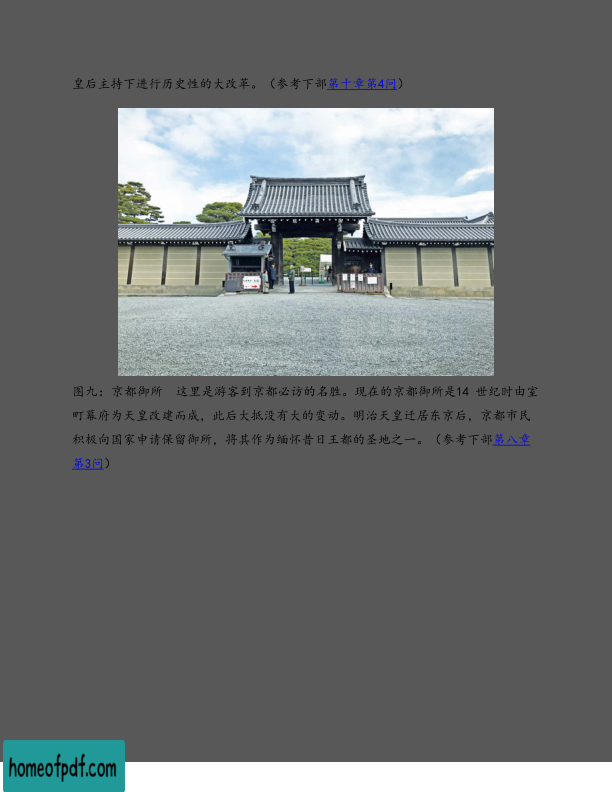 皇后主持下进行历史性的大改革。（参考下部第十章第4问）
图九：京都御所　这里是游客到京都必访的名胜。现在的京都御所是14 世纪时由室
町幕府为天皇改建而成，此后大抵没有大的变动。明治天皇迁居东京后，京都市民
积极向国家申请保留御所，将其作为缅怀昔日王都的圣地之一。（参考下部第八章
第3问）
homeofpdf.com